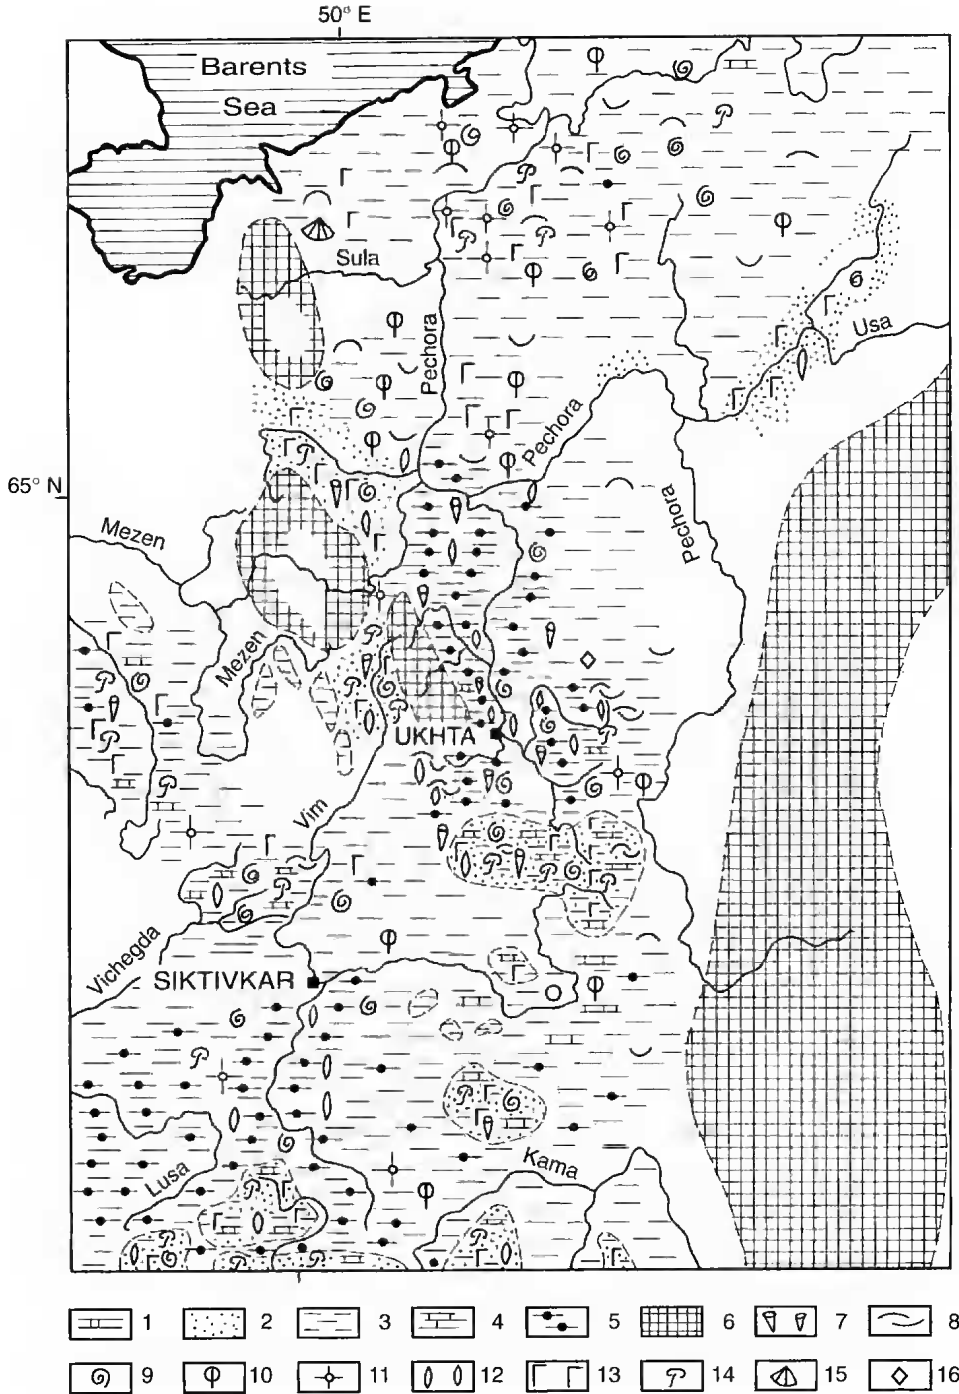 50° E
Barents
Sea
Sula
Pechora
Usa
Pechora
65° N
Pechora
Mezen
Mezen
UKHTA
Vim
Vichegda
SIKTIVKAR
Kama
Lusa
1 2 3 4 5 6 7 8
9 10 11 12 13 14 15 16